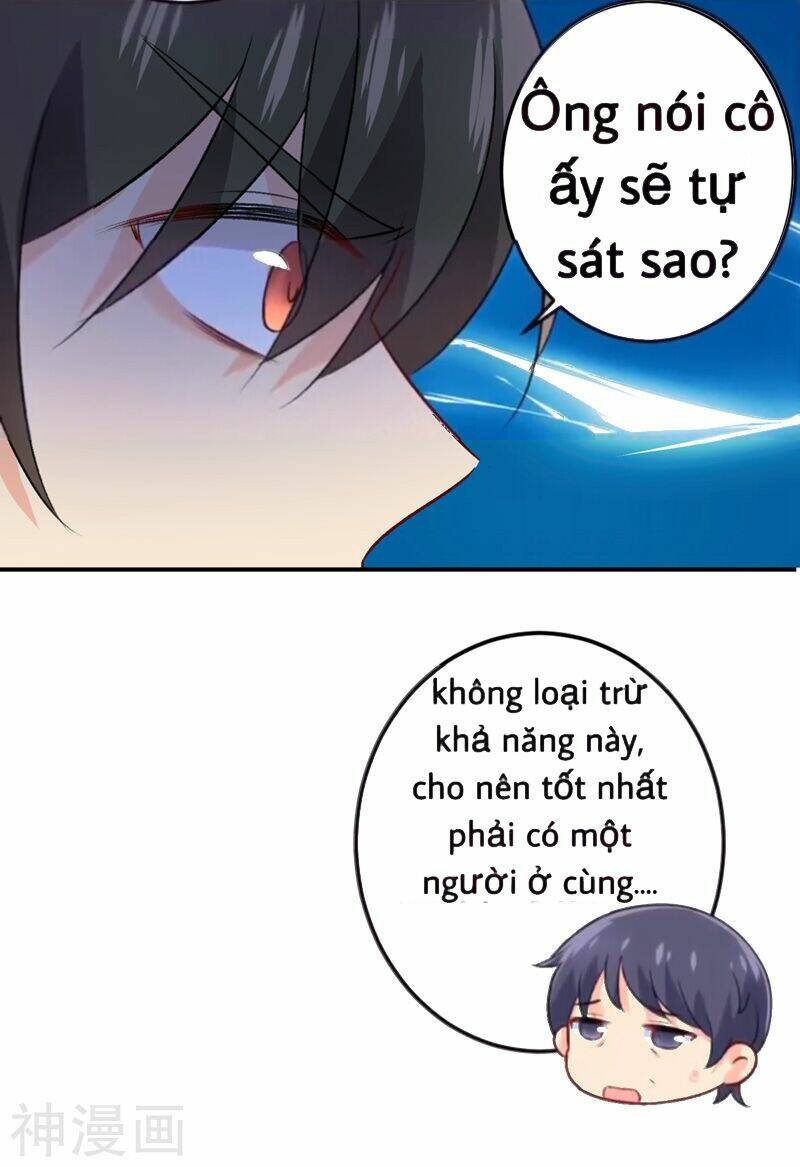 Ông nói cô
ấy sẽ tự
sát sao?
không loại trừ
khả năng này,
cho nên tốt nhất
phải có một
người ở cùng....
神漫画